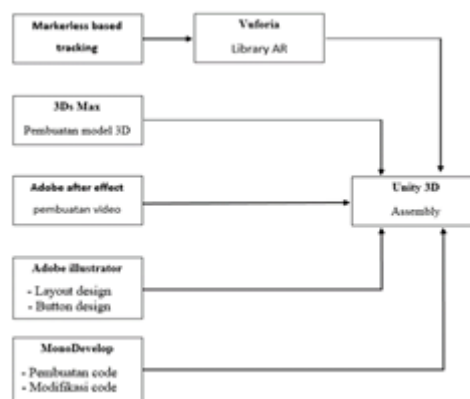 Markerless based
tracking
Vuforia
Library AR
3Ds Max
Pembuatan model 3D
Adobe after effect
pembuatan video
Unity 3D
Assembly
Adobe illustrator
- Layout design
- Button design
MonoDevelop
- Pembuatan code
- Modifikasi code